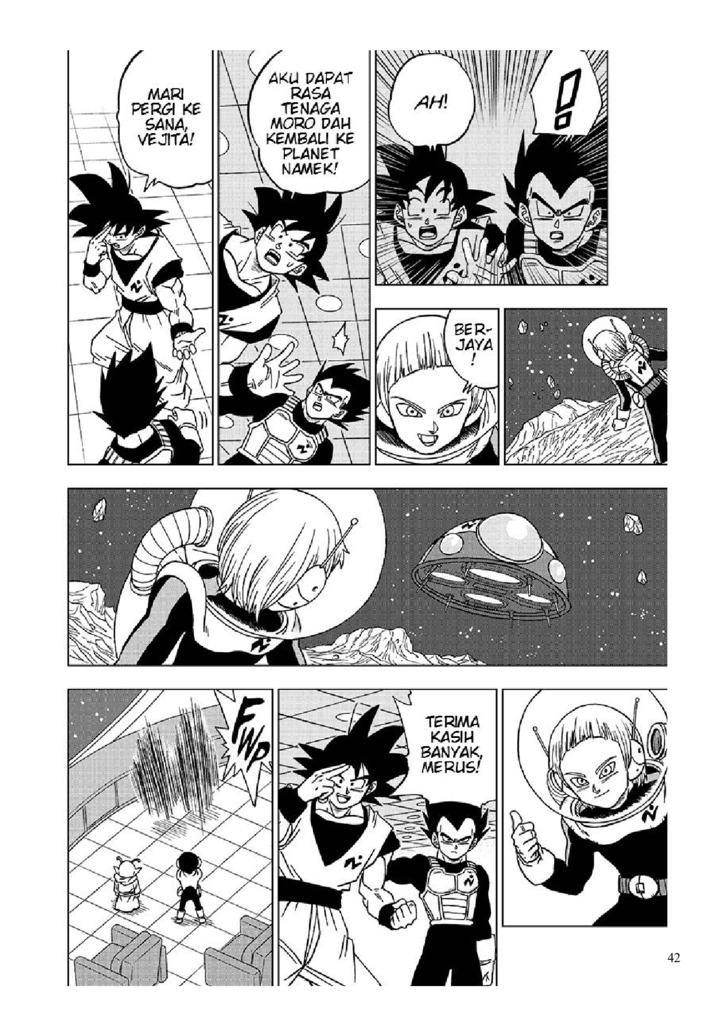 !
AH!
AKU DAPAT
RASA
TENAGA
MORO DAH
KEMBALI KE
PLANET
NAMEK!
MARI
PERGI KE
SANA,
VEJITA!
BER-
JAYA
!
TERIMA
KASIH
BANYAK,
MERUS!
FWP
42